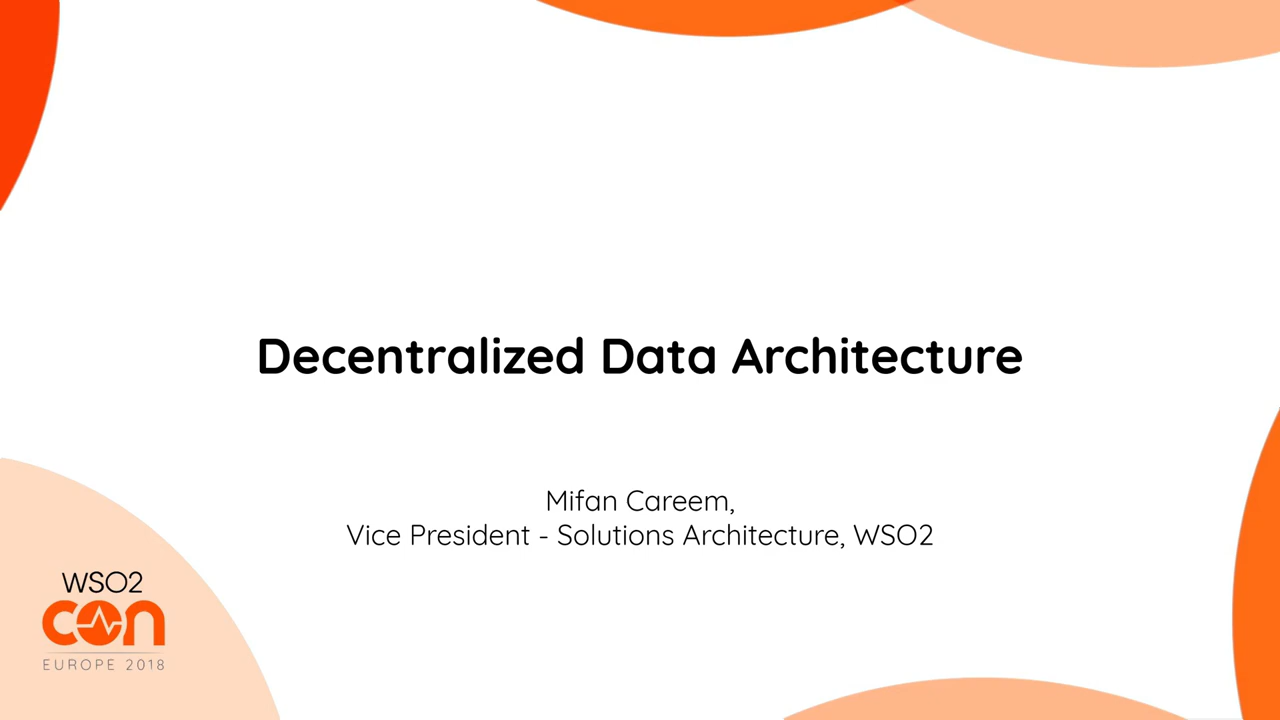 Decentralized Data Architecture
Mifan Careem,
Vice President - Solutions Architecture, WSO2
WSO2
con
EUROPE 2018